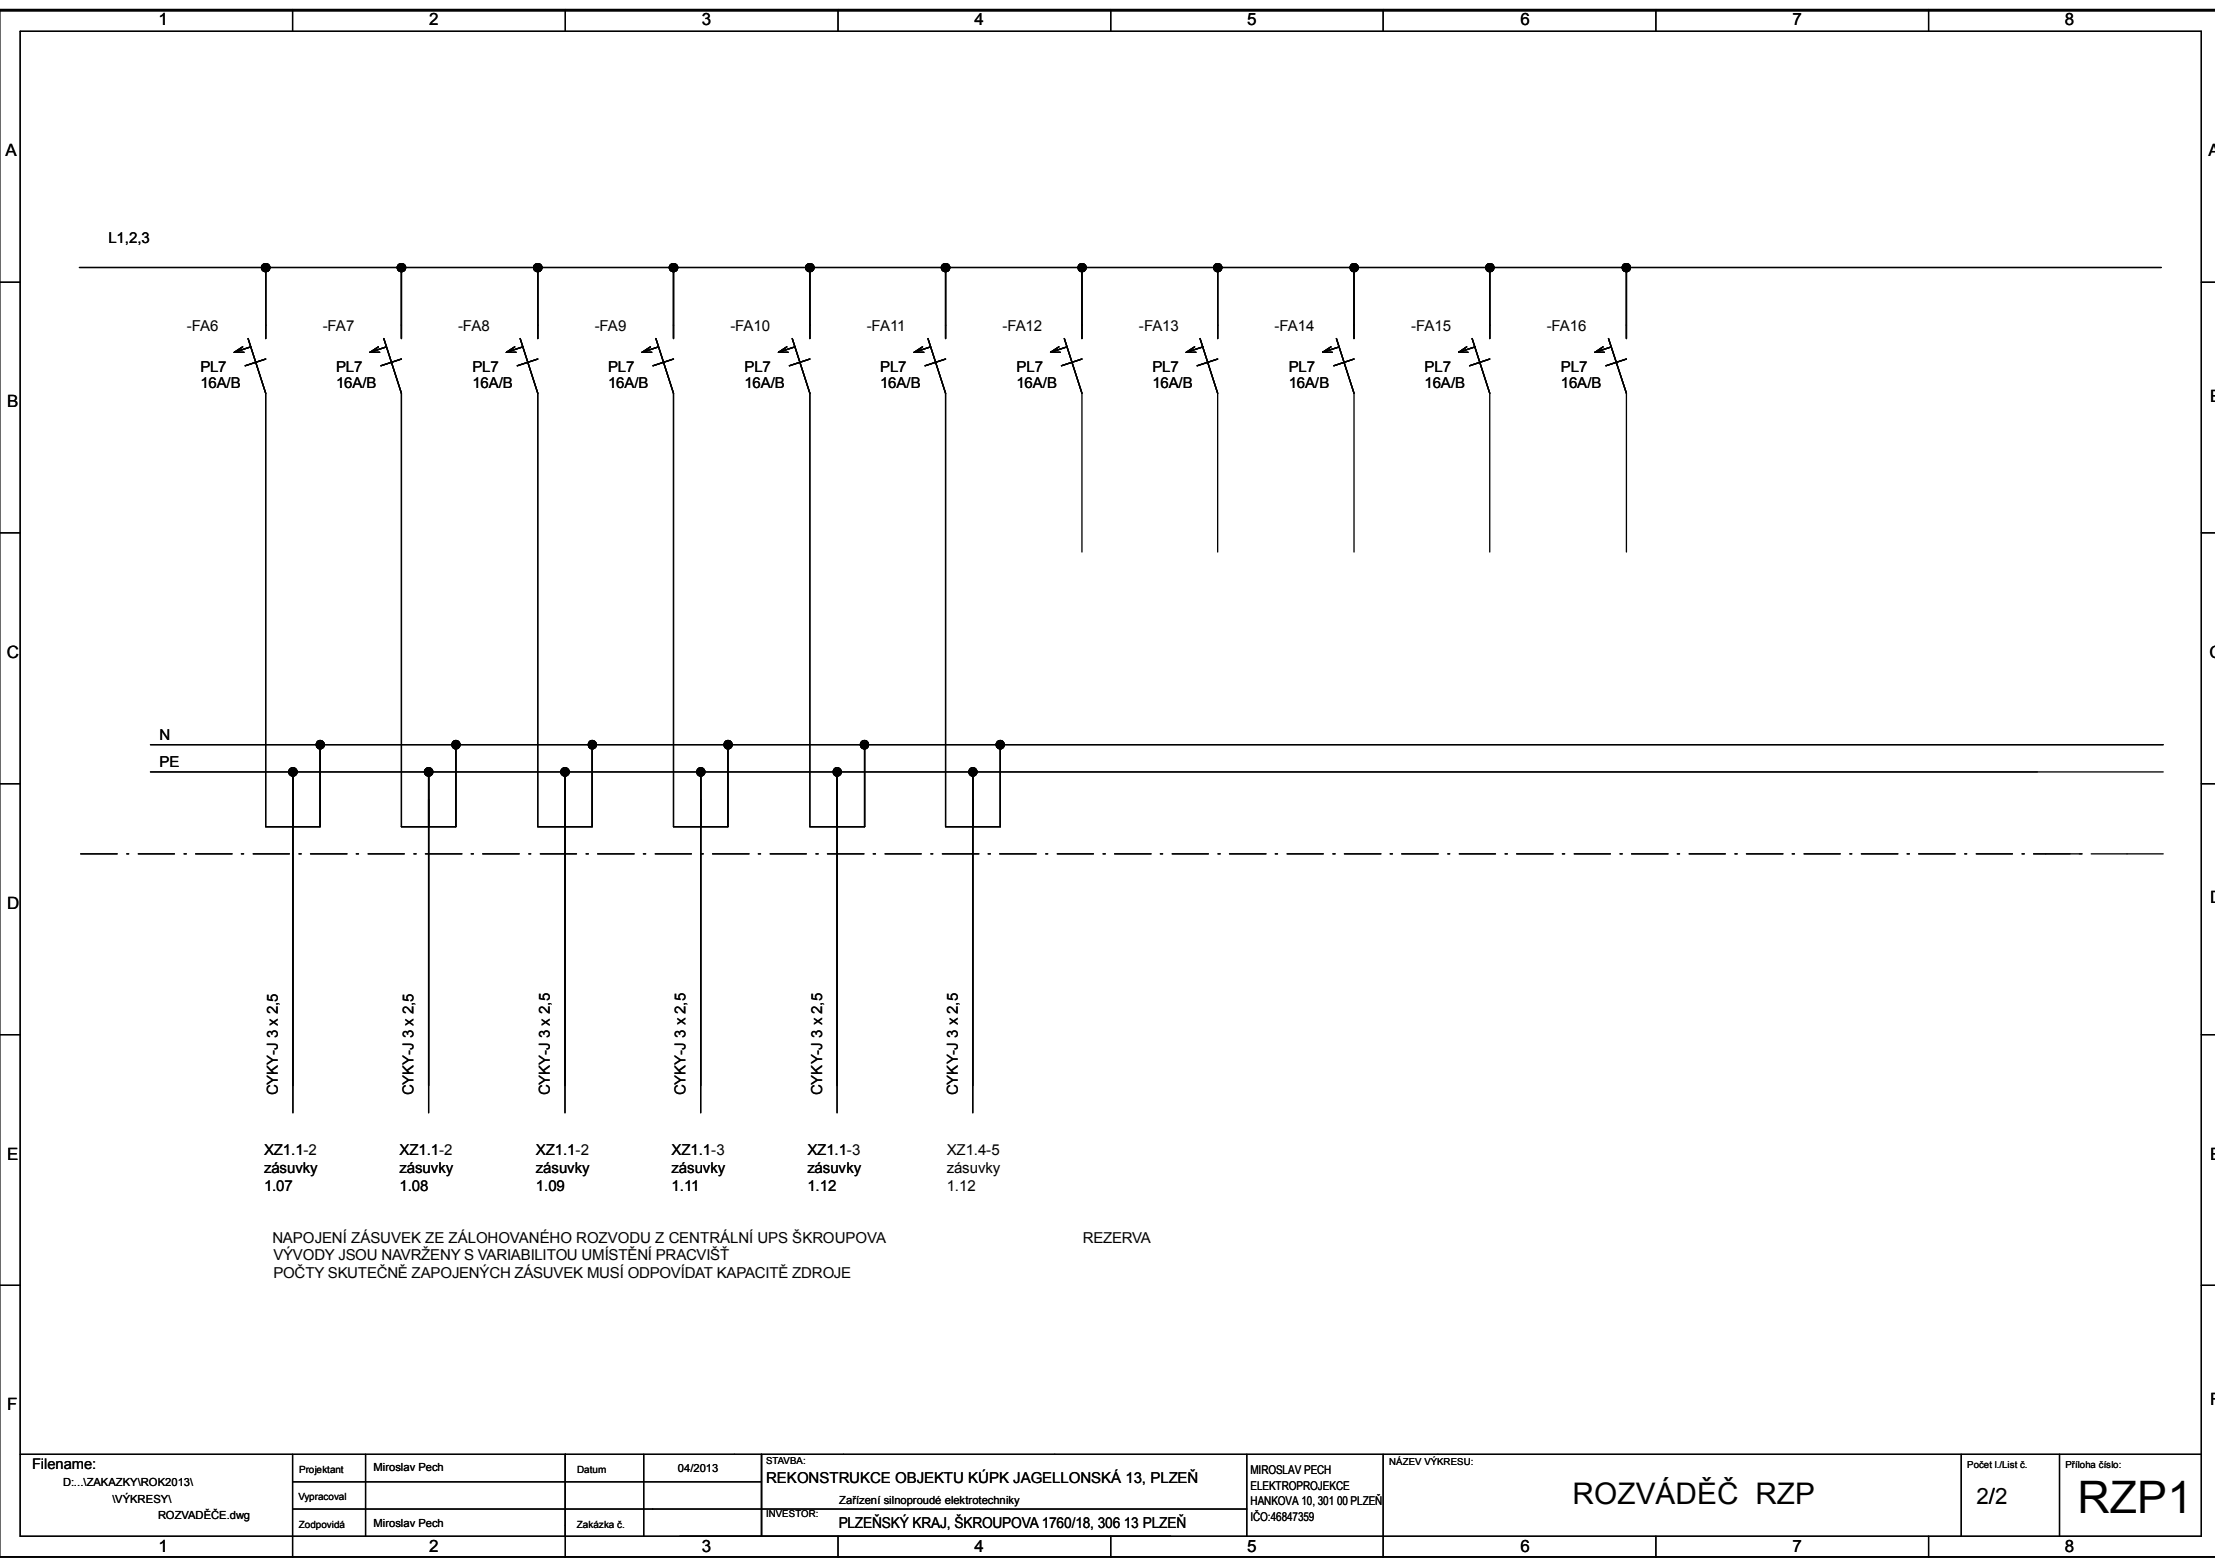 1 2 3 4 5 6 7 8
A A
L1,2,3
-FA6 -FA7 -FA8 -FA9 -FA10 -FA11 -FA12 -FA13 -FA14 -FA15 -FA16
PL7 PL7 PL7 PL7 PL7 PL7 PL7 PL7 PL7 PL7 PL7
16A/B 16A/B 16A/B 16A/B 16A/B 16A/B 16A/B 16A/B 16A/B 16A/B 16A/B
B
C
N
PE
D
CYKY-J 3 x 2,5 CYKY-J 3 x 2,5 CYKY-J 3 x 2,5 CYKY-J 3 x 2,5 CYKY-J 3 x 2,5 CYKY-J 3 x 2,5
E
XZ1.1-2 XZ1.1-2 XZ1.1-2 XZ1.1-3 XZ1.1-3 XZ1.4-5
zásuvky zásuvky zásuvky zásuvky zásuvky zásuvky
1.07 1.08 1.09 1.11 1.12 1.12
NAPOJENÍ ZÁSUVEK ZE ZÁLOHOVANÉHO ROZVODU Z CENTRÁLNÍ UPS ŠKROUPOVA REZERVA
VÝVODY JSOU NAVRŽENY S VARIABILITOU UMÍSTĚNÍ PRACVIŠŤ
POČTY SKUTEČNĚ ZAPOJENÝCH ZÁSUVEK MUSÍ ODPOVÍDAT KAPACITĚ ZDROJE
F
Filename:
D:...\ZAKAZKY\ROK2013\
\VÝKRESY\
ROZVADĚČE.dwg
Projektant Miroslav Pech Datum 04/2013
Vypracoval
Zodpovídá Miroslav Pech Zakázka č.
STAVBA:
REKONSTRUKCE OBJEKTU KÚPK JAGELLONSKÁ 13, PLZEŇ
Zařízení silnoproudé elektrotechniky
INVESTOR:
PLZEŇSKÝ KRAJ, ŠKROUPOVA 1760/18, 306 13 PLZEŇ
MIROSLAV PECH
ELEKTROPROJEKCE
HANKOVA 10, 301 00 PLZEŇ
IČO:46847359
NÁZEV VÝKRESU:
ROZVÁDĚČ RZP
Počet l./List č.
2/2
Příloha číslo:
RZP1
1 2 3 4 5 6 7 8